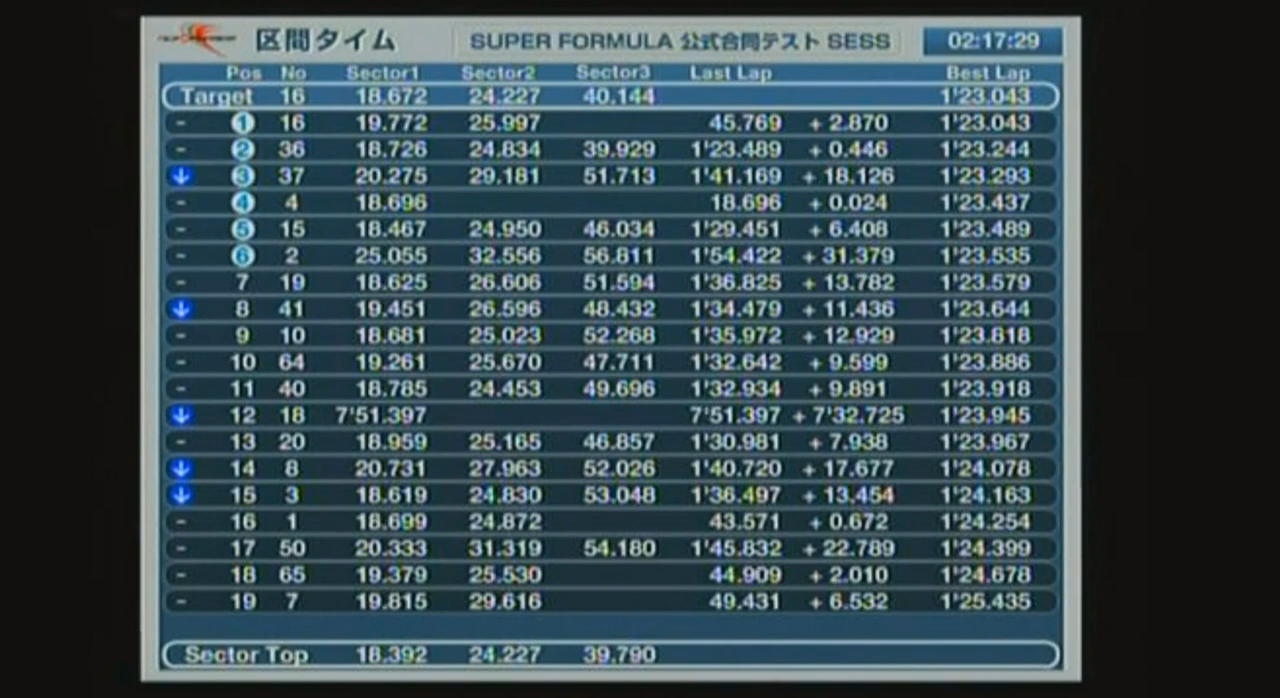 区間タイム SUPER FORMULA 公式合同テスト SESS 02:17:29
Pos No Sector1 Sector2 Sector3 Last Lap Best Lap
Target 16 18.672 24.227 40.144 1'23.043
- 1 16 19.772 25.997 45.769 + 2.870 1'23.043
- 2 36 18.726 24.834 39.929 1'23.489 + 0.446 1'23.244
↓ 3 37 20.275 29.181 51.713 1'41.169 + 18.126 1'23.293
- 4 4 18.696 18.696 + 0.024 1'23.437
- 5 15 18.467 24.950 46.034 1'29.451 + 6.408 1'23.489
- 6 2 25.055 32.556 56.811 1'54.422 + 31.379 1'23.535
- 7 19 18.625 26.606 51.594 1'36.825 + 13.782 1'23.579
↓ 8 41 19.451 26.596 48.432 1'34.479 + 11.436 1'23.644
- 9 10 18.681 25.023 52.268 1'35.972 + 12.929 1'23.818
- 10 64 19.261 25.670 47.711 1'32.642 + 9.599 1'23.886
- 11 40 18.785 24.453 49.696 1'32.934 + 9.891 1'23.918
↓ 12 18 7'51.397 7'51.397 + 7'32.725 1'23.945
- 13 20 18.959 25.165 46.857 1'30.981 + 7.938 1'23.967
↓ 14 8 20.731 27.963 52.026 1'40.720 + 17.677 1'24.078
↓ 15 3 18.619 24.830 53.048 1'36.497 + 13.454 1'24.163
- 16 1 18.699 24.872 43.571 + 0.672 1'24.254
- 17 50 20.333 31.319 54.180 1'45.832 + 22.789 1'24.399
- 18 65 19.379 25.530 44.909 + 2.010 1'24.678
- 19 7 19.815 29.616 49.431 + 6.532 1'25.435
Sector Top 18.392 24.227 39.790